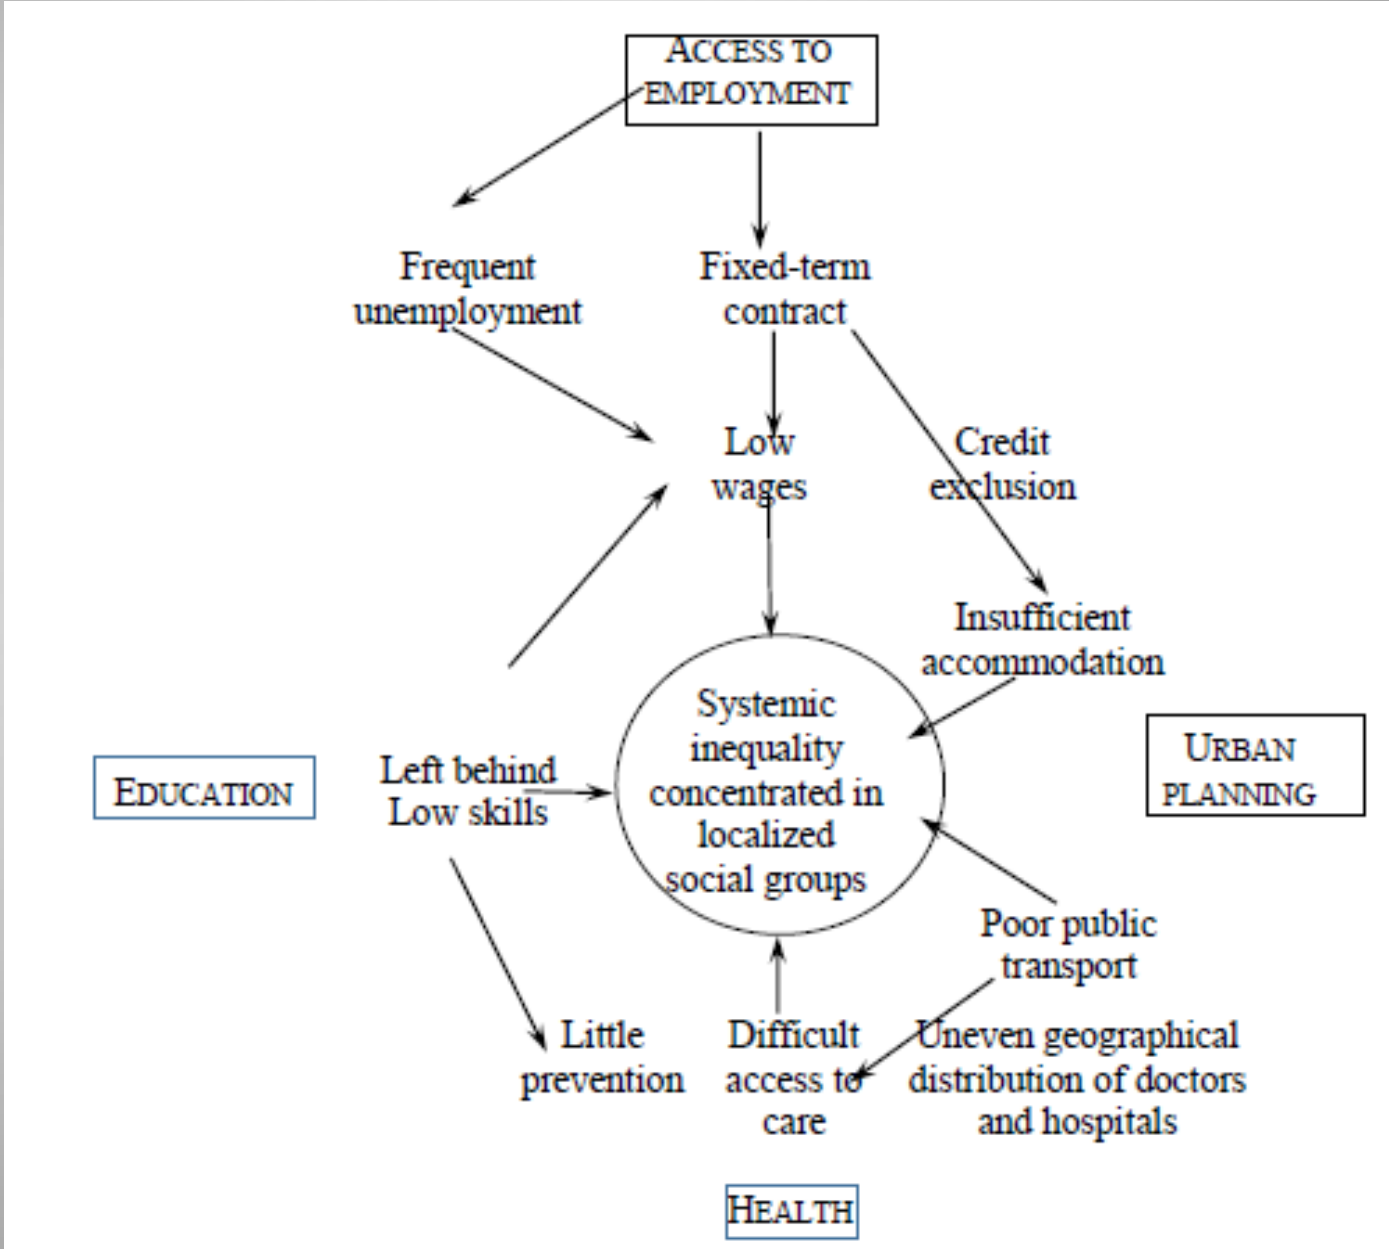 ACCESS TO
EMPLOYMENT
Frequent
unemployment
Fixed-term
contract
Low
wages
Credit
exclusion
Insufficient
accommodation
Systemic
inequality
concentrated in
localized
social groups
URBAN
PLANNING
EDUCATION
Left behind
Low skills
Poor public
transport
Little
prevention
Difficult
access to
care
Uneven geographical
distribution of doctors
and hospitals
HEALTH